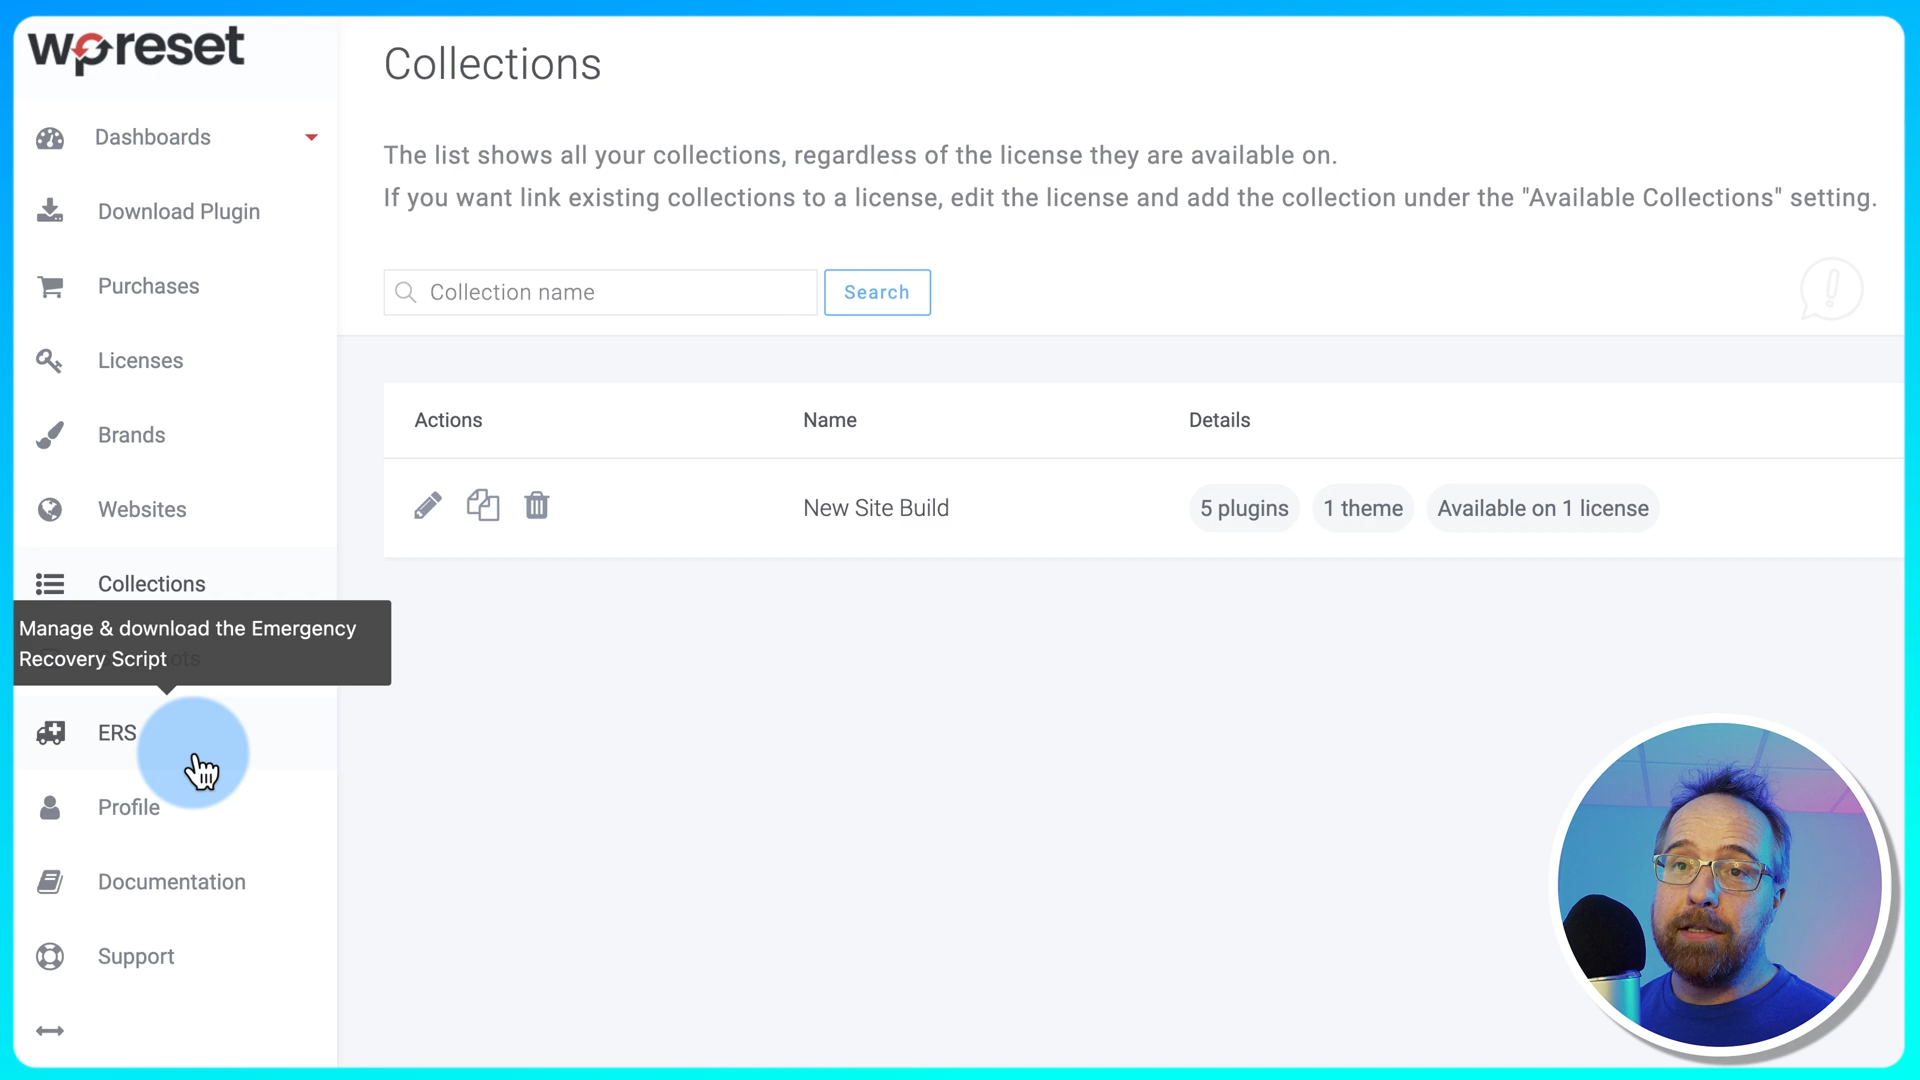 wpreset
Dashboards
Download Plugin
Purchases
Licenses
Brands
Websites
Collections
Manage & download the Emergency
Recovery Script
ERS
Profile
Documentation
Support
Collections
The list shows all your collections, regardless of the license they are available on.
If you want link existing collections to a license, edit the license and add the collection under the "Available Collections" setting.
Collection name
Search
Actions Name Details
New Site Build 5 plugins 1 theme Available on 1 license